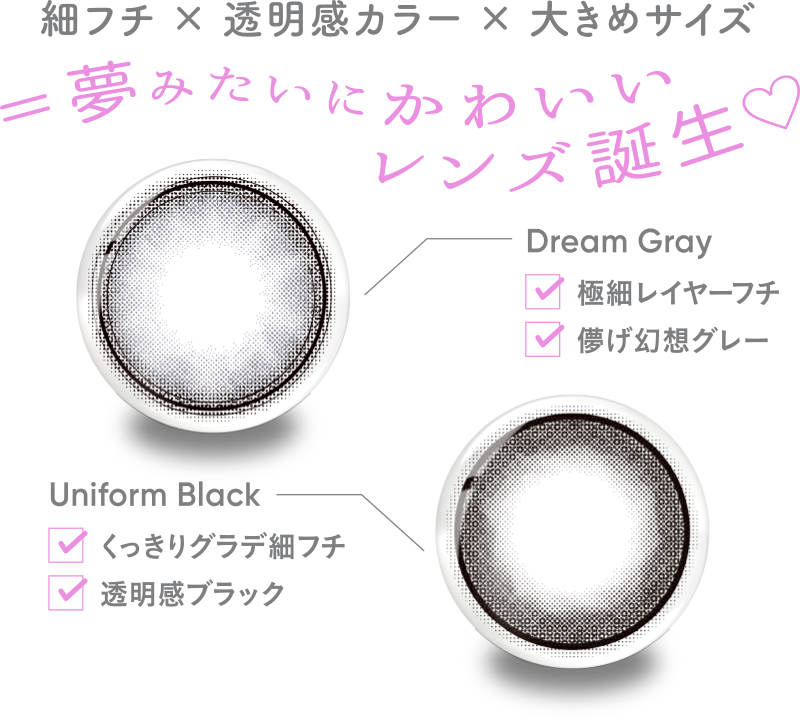 細フチ × 透明感カラー × 大きめサイズ
=夢みたいにかわいい
レンズ誕生♡
Dream Gray
極細レイヤーフチ
儚げ幻想グレー
Uniform Black
くっきりグラデ細フチ
透明感ブラック